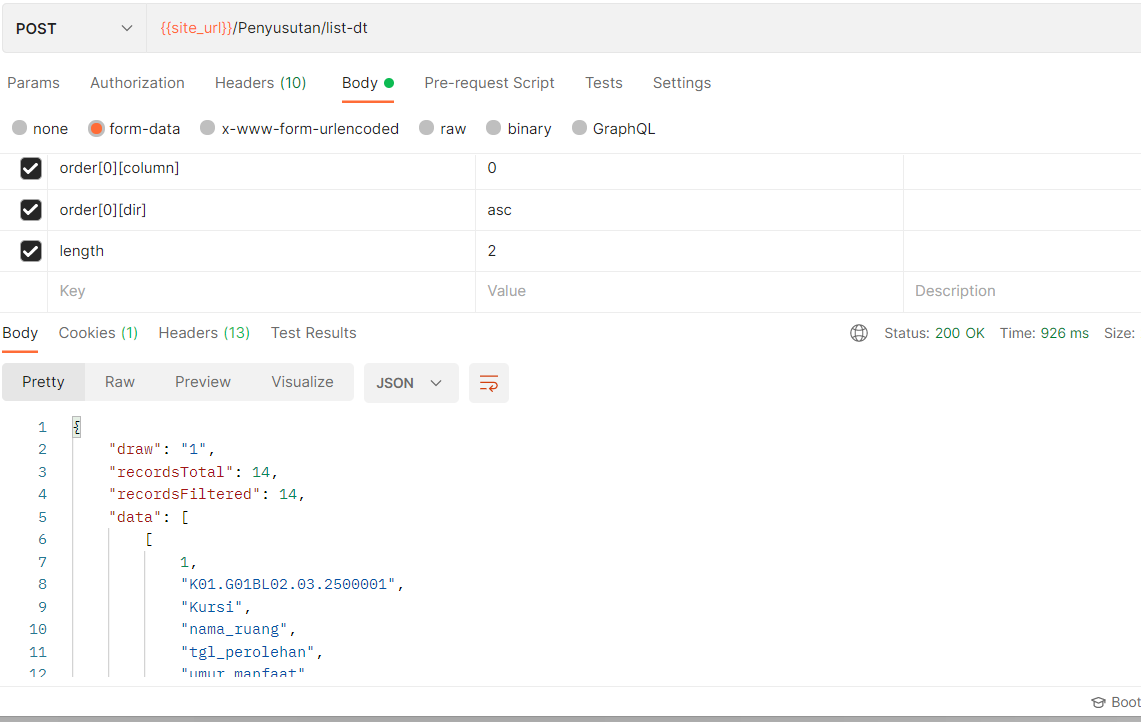 POST {{site_url}}/Penyusutan/list-dt
Params Authorization Headers (10) Body Pre-request Script Tests Settings
none form-data x-www-form-urlencoded raw binary GraphQL
order[0][column] 0
order[0][dir] asc
length 2
Key Value Description
Body Cookies (1) Headers (13) Test Results Status: 200 OK Time: 926 ms Size:
Pretty Raw Preview Visualize JSON
1 {
2 "draw": "1",
3 "recordsTotal": 14,
4 "recordsFiltered": 14,
5 "data": [
6 [
7 1,
8 "K01.G01BL02.03.2500001",
9 "Kursi",
10 "nama_ruang",
11 "tgl_perolehan",
12 "umur_manfaat"
Boot